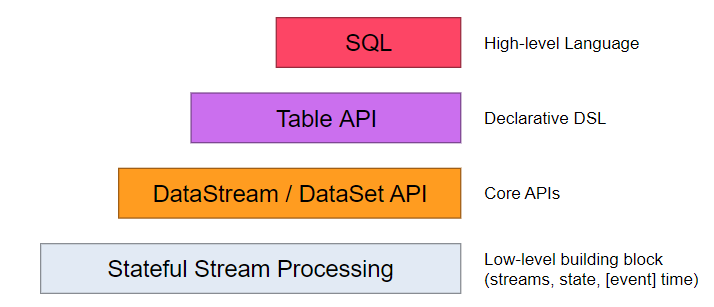 SQL
High-level Language
Table API
Declarative DSL
DataStream / DataSet API
Core APIs
Stateful Stream Processing
Low-level building block
(streams, state, [event] time)